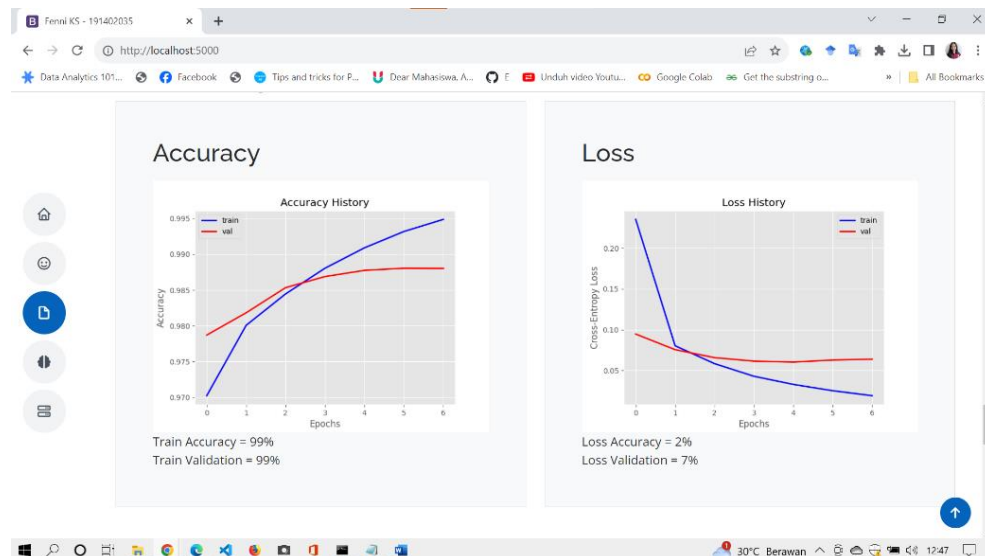 Fenni KS - 191402035
http://localhost:5000
Data Analytics 101...
Facebook
Tips and tricks for P...
Dear Mahasiswa, A...
E
Unduh video Youtu...
Google Colab
Get the substring o...
»
All Bookmarks
Accuracy
Accuracy History
train
val
0.995
0.990
0.985
0.980
0.975
0.970
Accuracy
0 1 2 3 4 5 6
Epochs
Train Accuracy = 99%
Train Validation = 99%
Loss
Loss History
train
val
0.20
0.15
0.10
0.05
Cross-Entropy Loss
0 1 2 3 4 5 6
Epochs
Loss Accuracy = 2%
Loss Validation = 7%
30°C Berawan
12:47